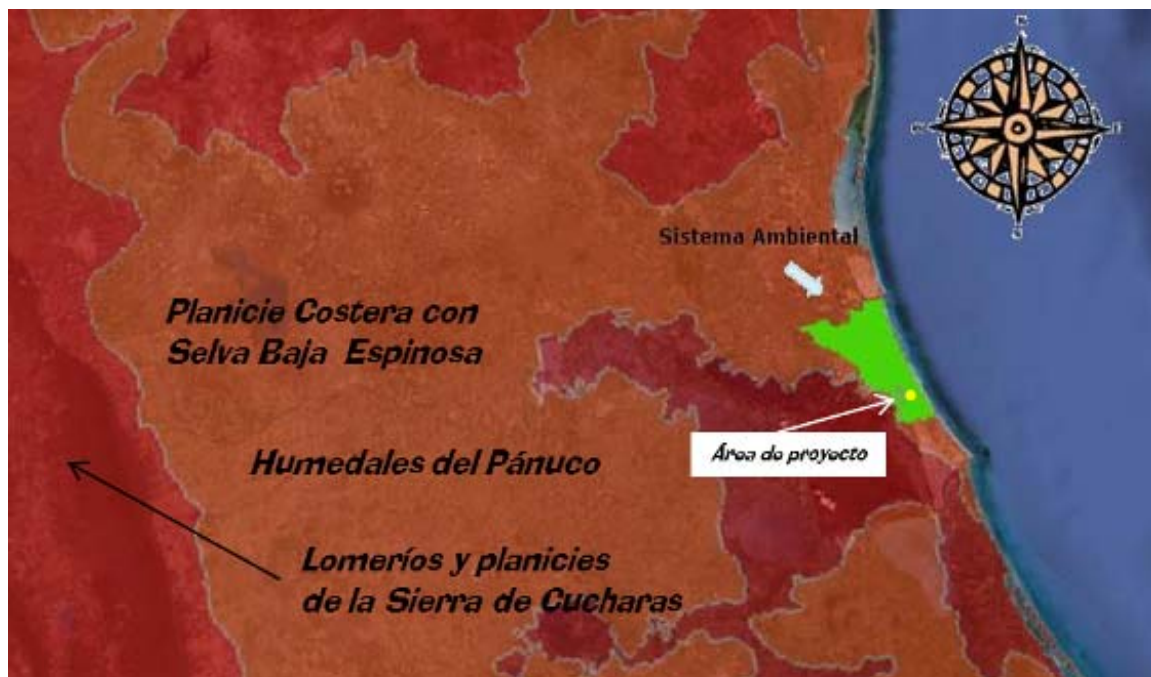 Sistema Ambiental
Planicie Costera con
Selva Baja Espinosa
Área de proyecto
Humedales del Pánuco
Lomeríos y planicies
de la Sierra de Cucharas